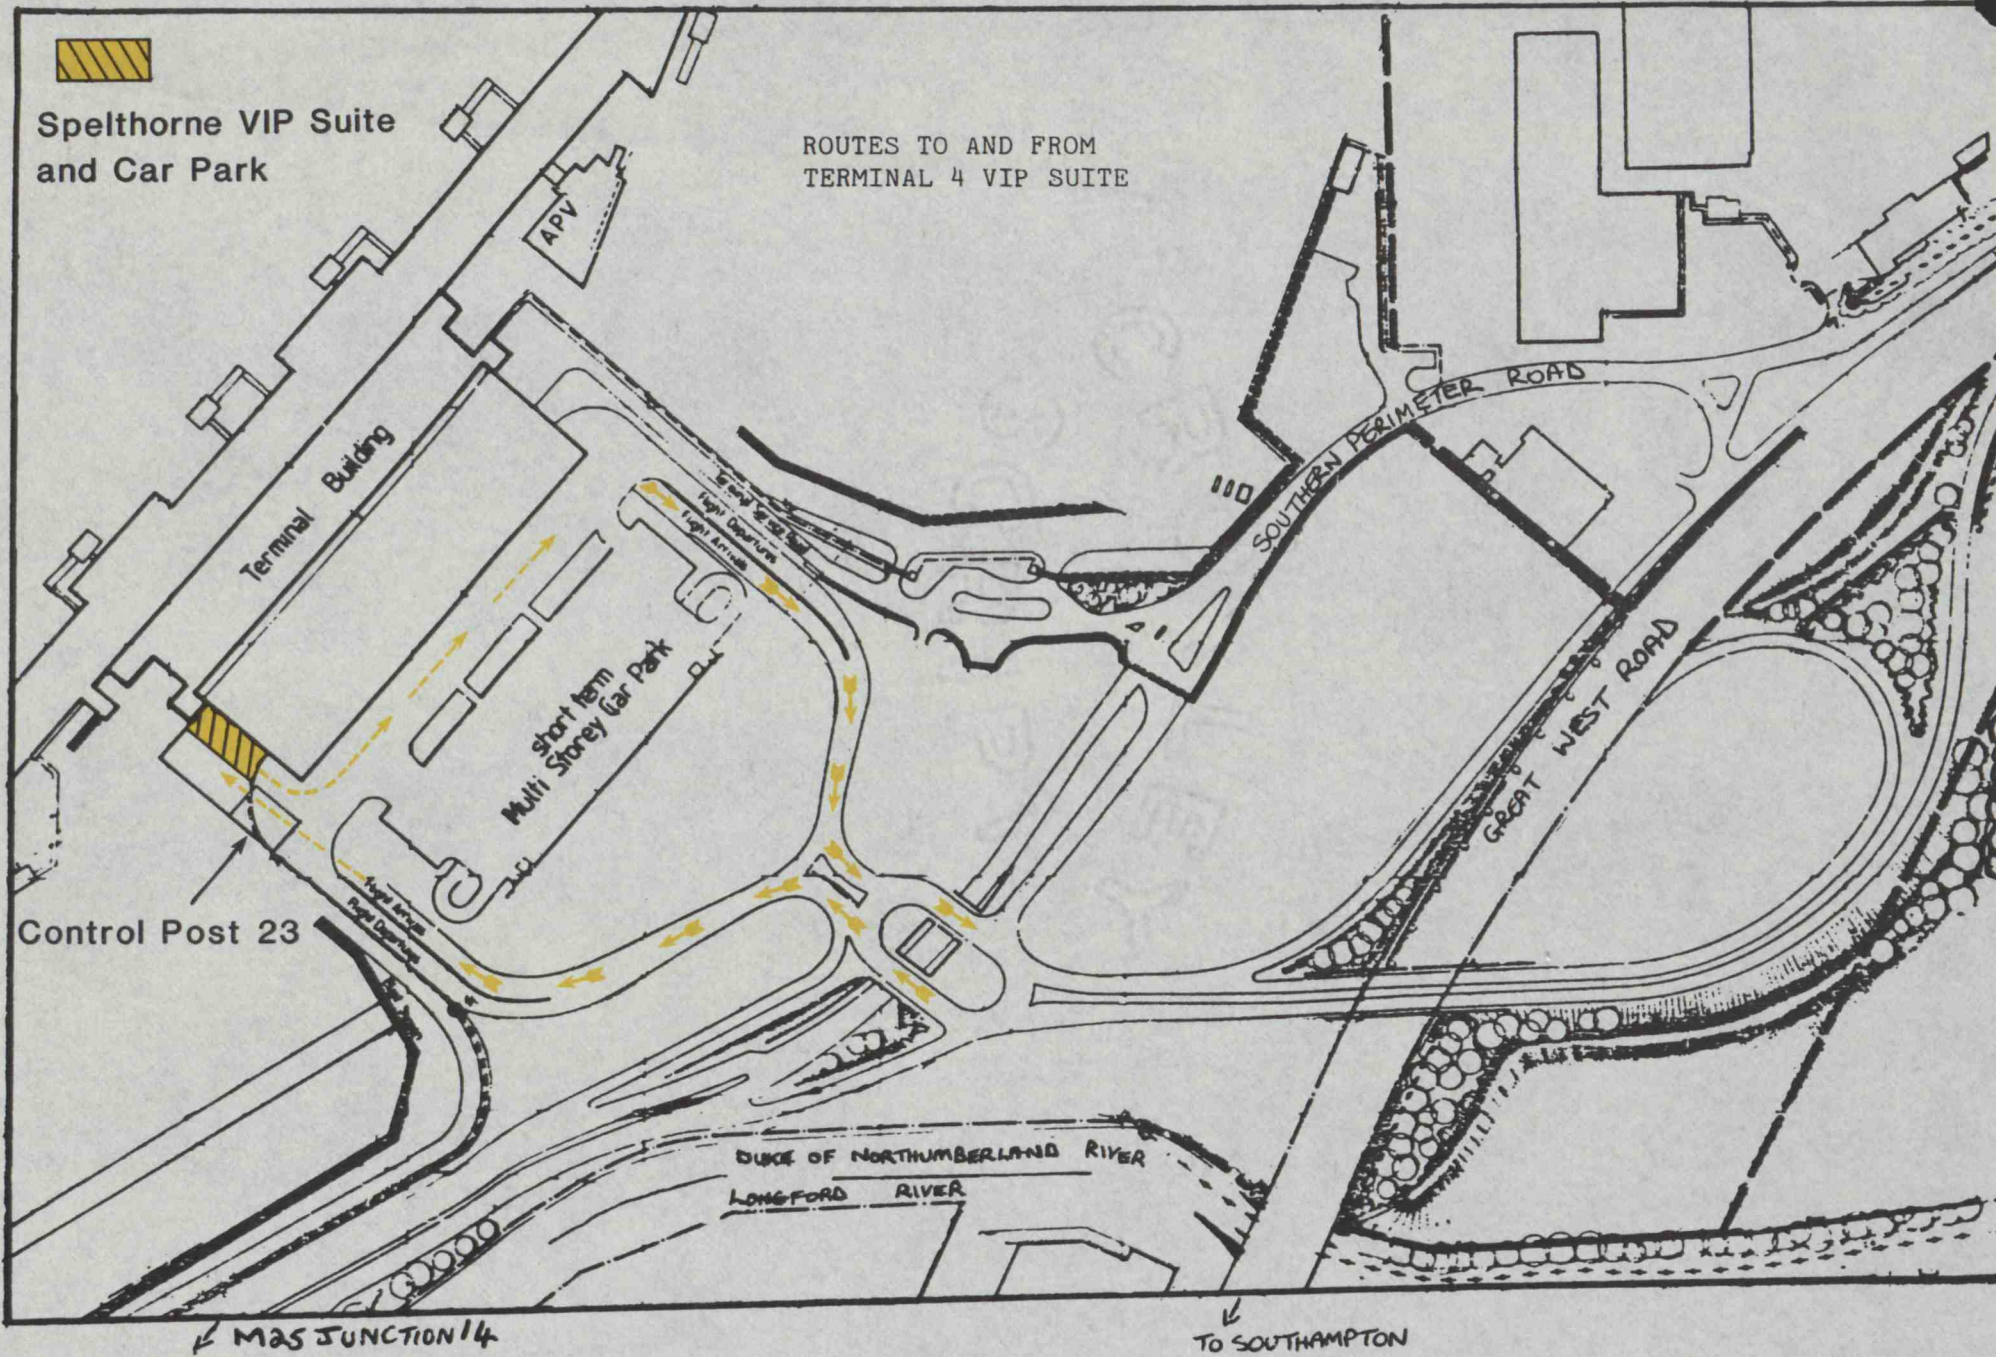 Spelthorne VIP Suite
and Car Park
ROUTES TO AND FROM
TERMINAL 4 VIP SUITE
APV
Terminal Building
Flight Departures
Flight Arrivals
SOUTHERN PERIMETER ROAD
GREAT WEST ROAD
short term
Multi Storey Car Park
Control Post 23
Flight Arrivals
Flight Departures
DUKE OF NORTHUMBERLAND RIVER
LONGFORD RIVER
M25 JUNCTION 14
TO SOUTHAMPTON